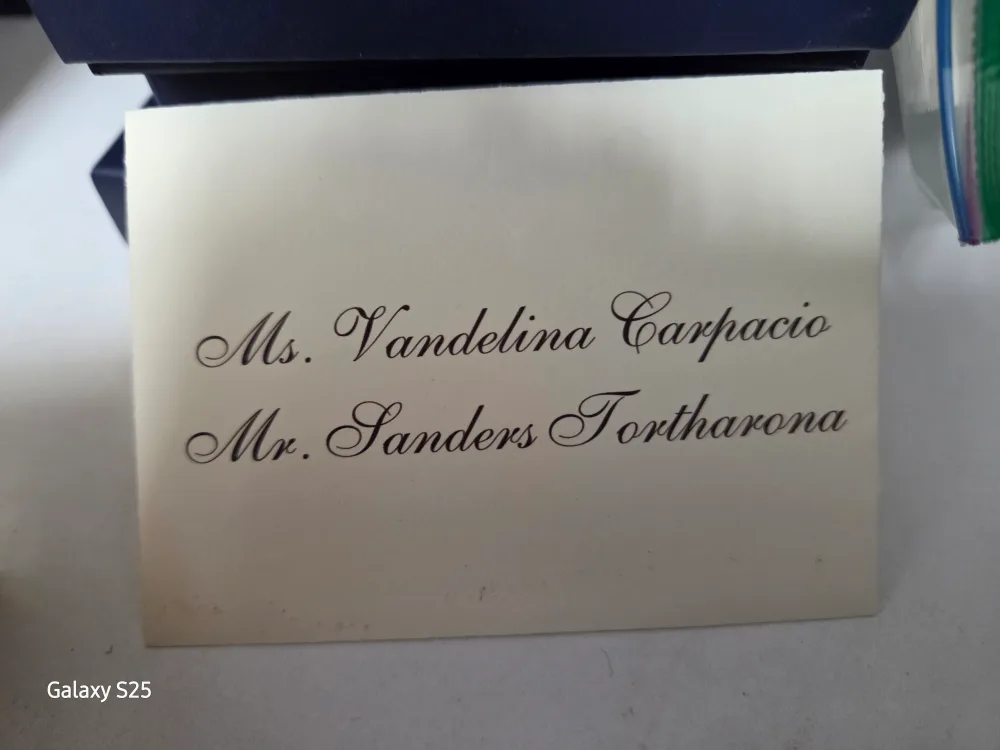 Ms. Vandelina Carpacio
Mr. Sanders Tortharona
Galaxy S25